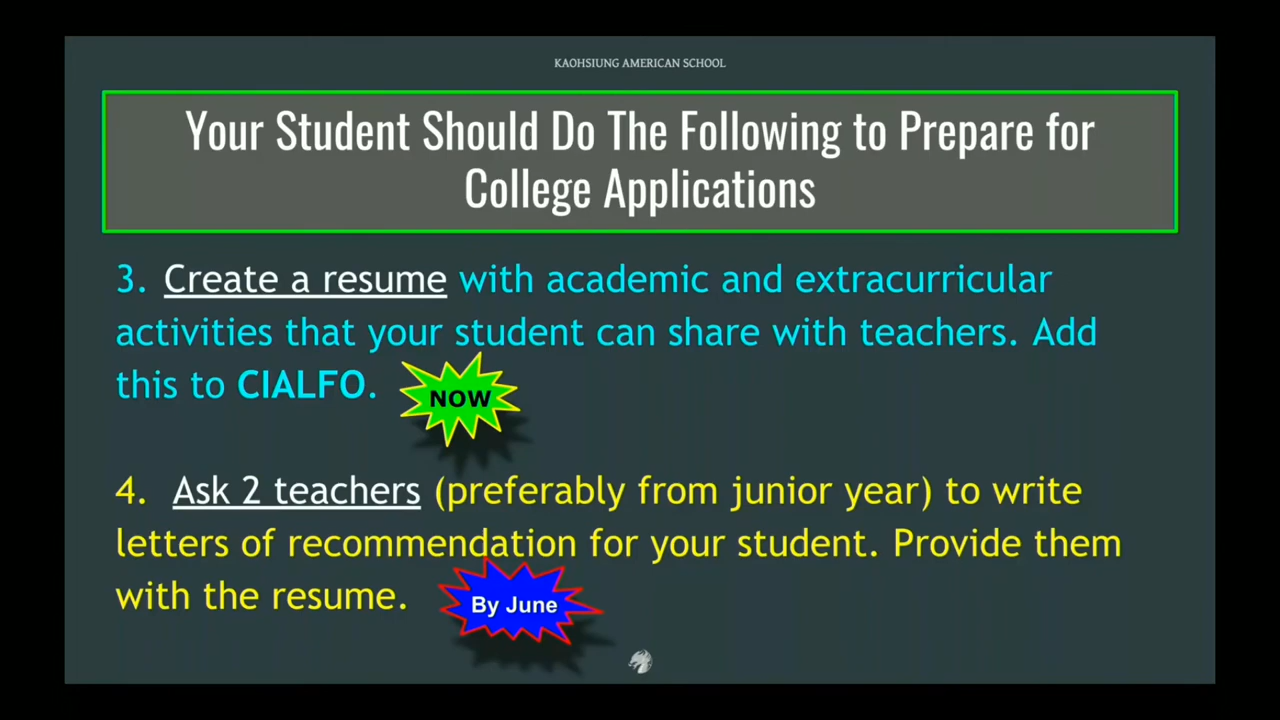 KAOHSIUNG AMERICAN SCHOOL
Your Student Should Do The Following to Prepare for
College Applications
3. Create a resume with academic and extracurricular
activities that your student can share with teachers. Add
this to CIALFO.
NOW
4. Ask 2 teachers (preferably from junior year) to write
letters of recommendation for your student. Provide them
with the resume.
By June